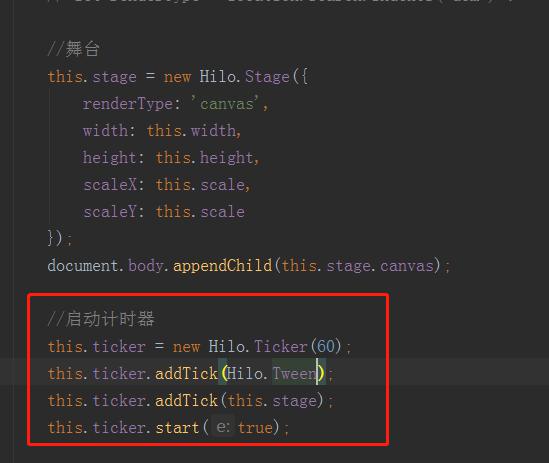 //舞台
this.stage = new Hilo.Stage({
renderType: 'canvas',
width: this.width,
height: this.height,
scaleX: this.scale,
scaleY: this.scale
});
document.body.appendChild(this.stage.canvas);
//启动计时器
this.ticker = new Hilo.Ticker(60);
this.ticker.addTick(Hilo.Tween);
this.ticker.addTick(this.stage);
this.ticker.start( e: true);